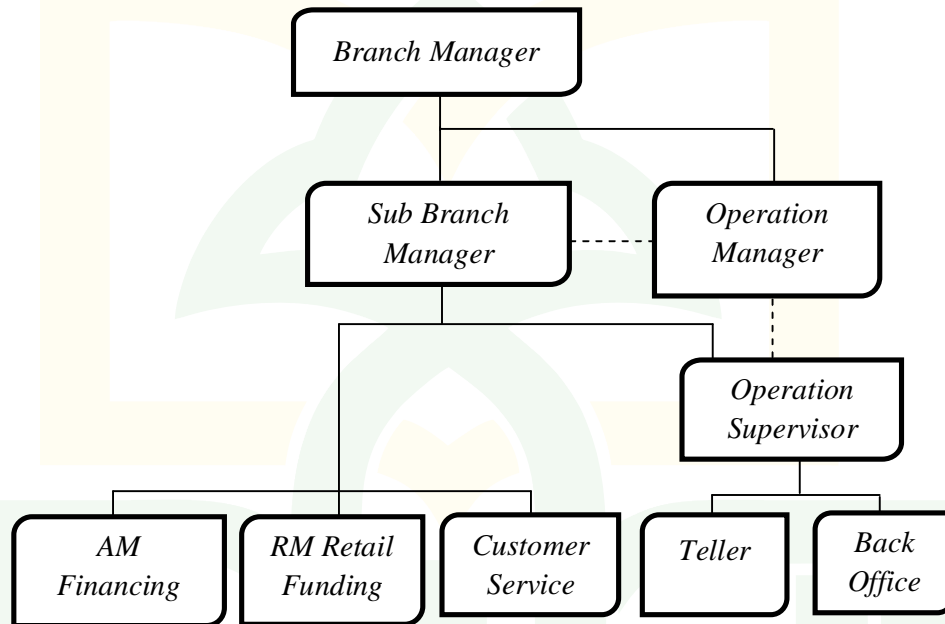 Branch Manager
Sub Branch
Manager
Operation
Manager
Operation
Supervisor
AM
Financing
RM Retail
Funding
Customer
Service
Teller
Back
Office